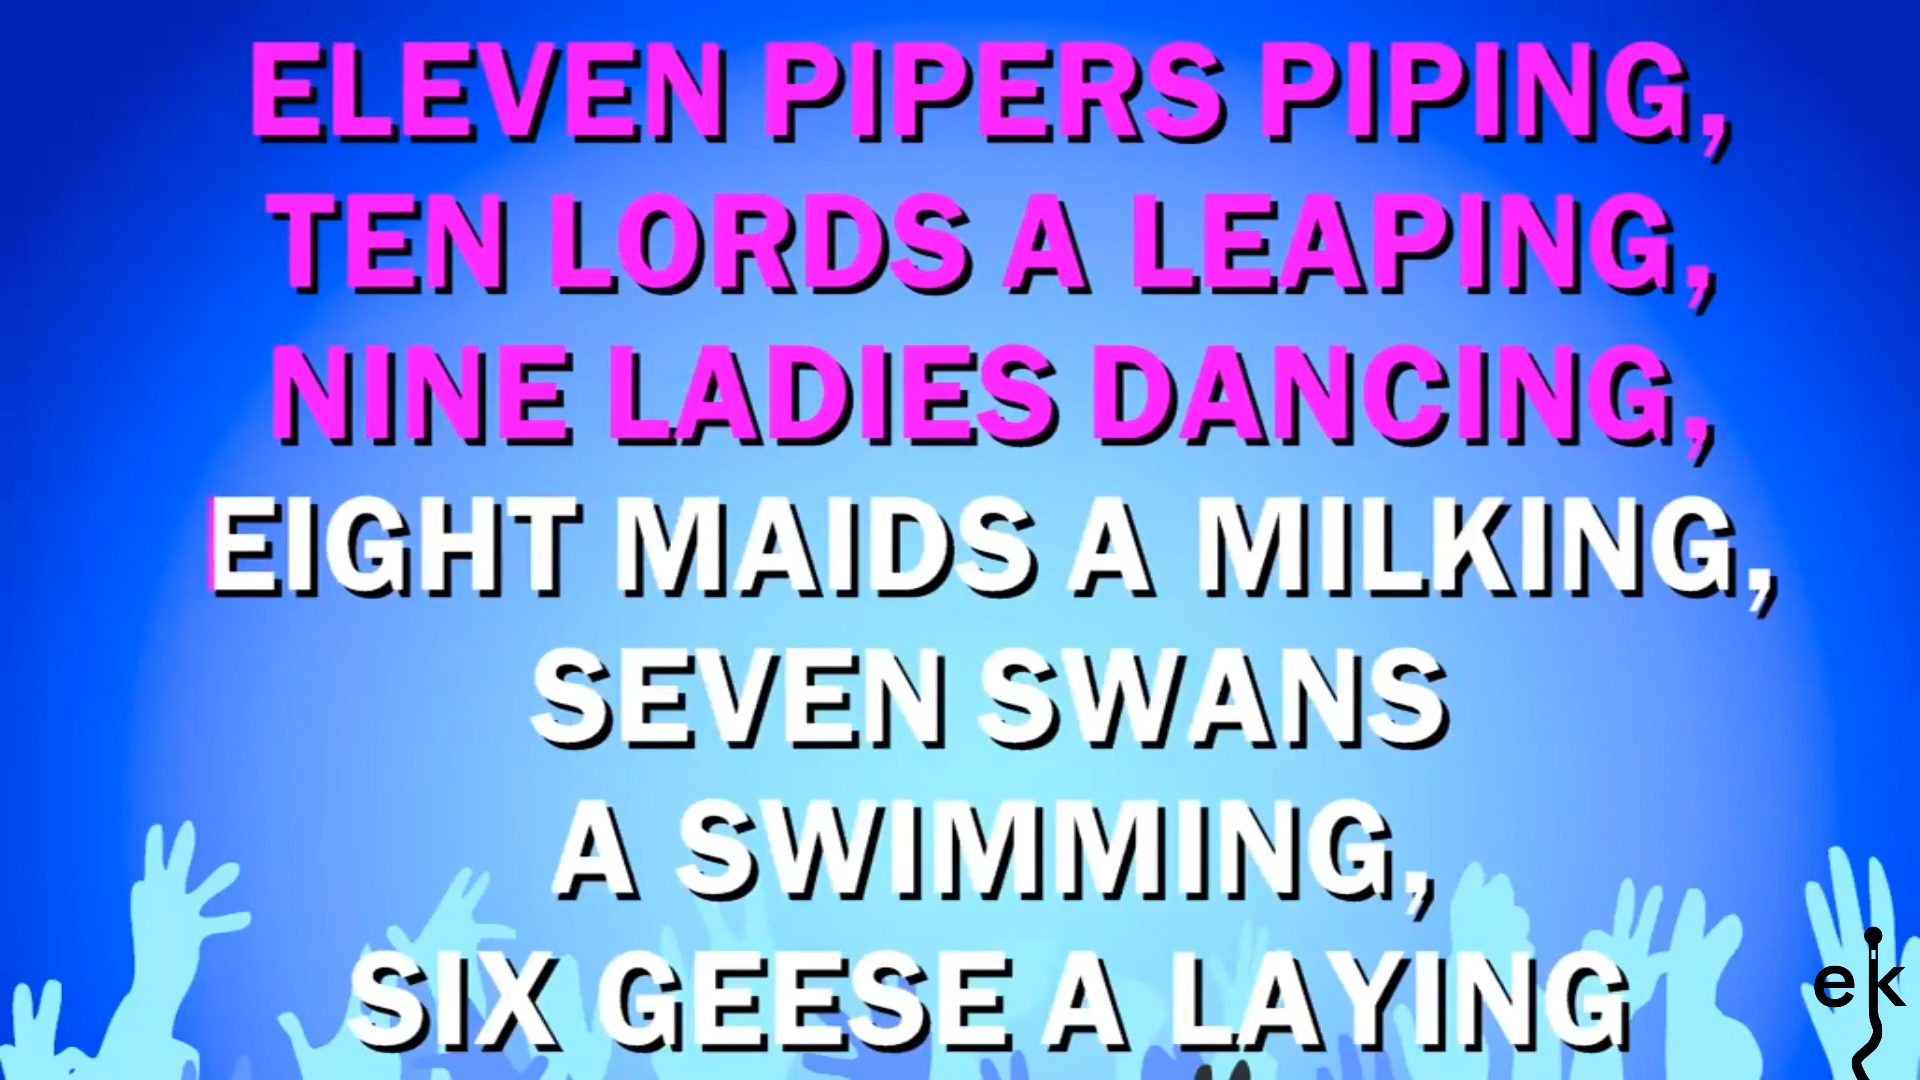 ELEVEN PIPERS PIPING,
TEN LORDS A LEAPING,
NINE LADIES DANCING,
EIGHT MAIDS A MILKING,
SEVEN SWANS
A SWIMMING,
SIX GEESE A LAYING
ek